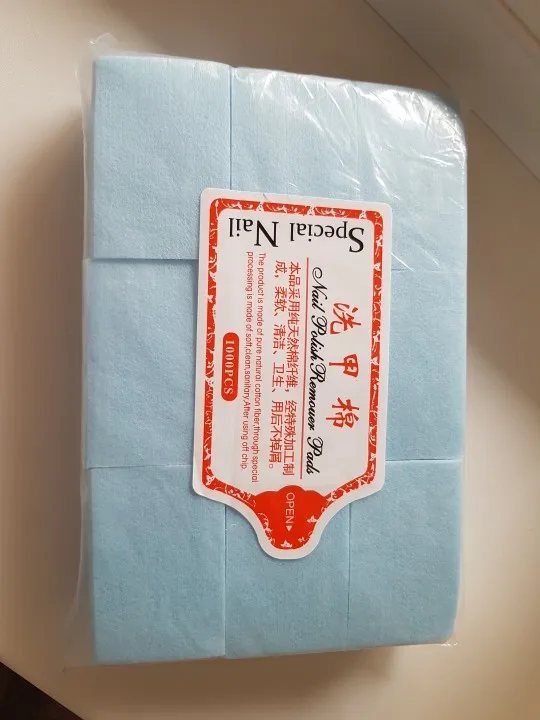 Special Nail
洗甲棉
Nail Polish Remouer Pads
本品采用纯天然棉纤维，经特殊加工制
成，柔软、清洁、卫生、用后不掉屑。
The product is made of pure natural cotton fiber,through special
processing is made of soft,clean,sanitary.After using off chip.
1000PCS
OPEN